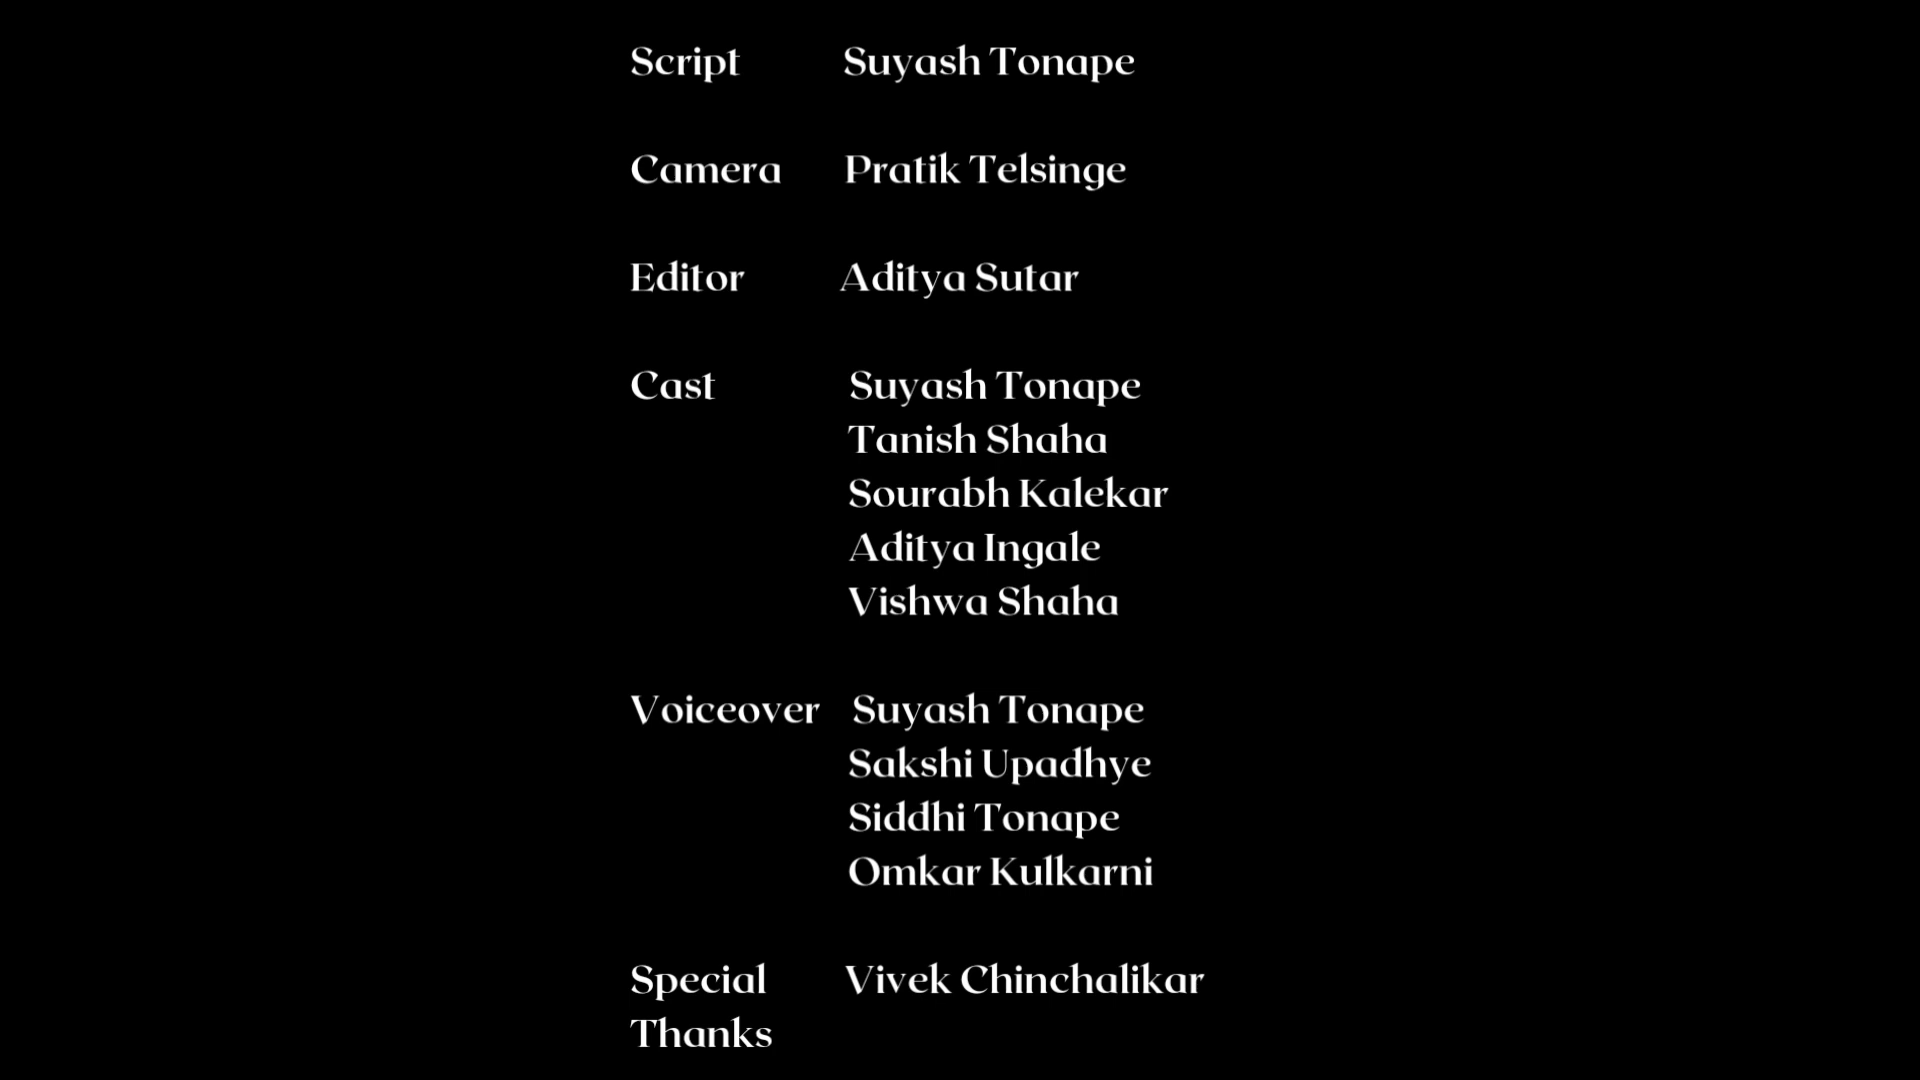 Script Suyash Tonape
Camera Pratik Telsinge
Editor Aditya Sutar
Cast Suyash Tonape
Tanish Shaha
Sourabh Kalekar
Aditya Ingale
Vishwa Shaha
Voiceover Suyash Tonape
Sakshi Upadhye
Siddhi Tonape
Omkar Kulkarni
Special Vivek Chinchalikar
Thanks